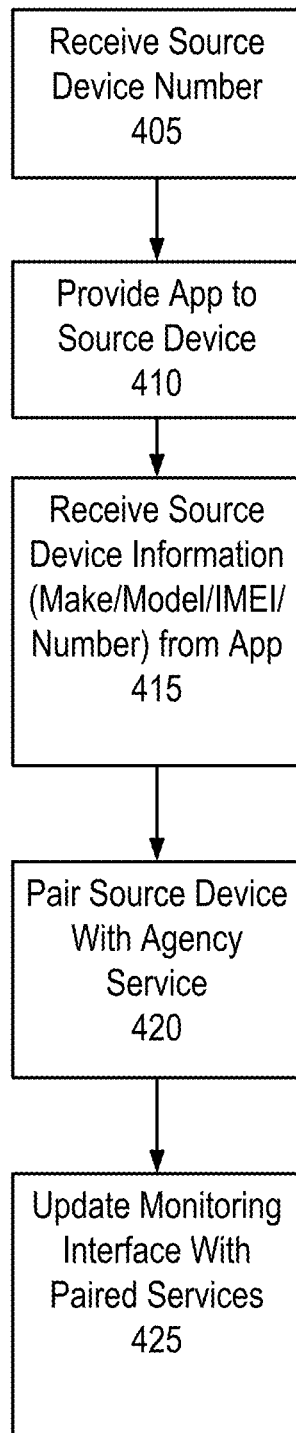 Receive Source
Device Number
405
Provide App to
Source Device
410
Receive Source
Device Information
(Make/Model/IMEI/
Number) from App
415
Pair Source Device
With Agency
Service
420
Update Monitoring
Interface With
Paired Services
425